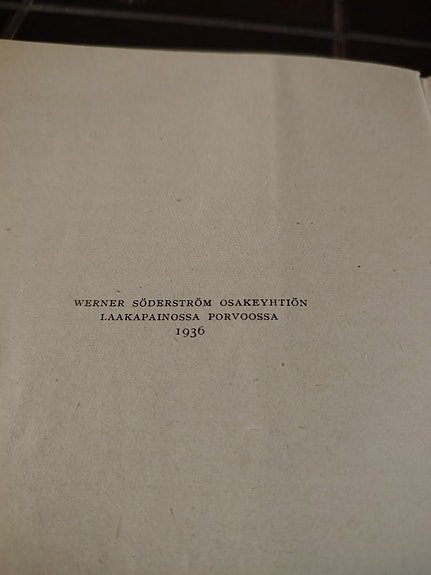 WERNER SÖDERSTRÖM OSAKEYHTIÖN
LAAKAPAINOSSA PORVOOSSA
1936